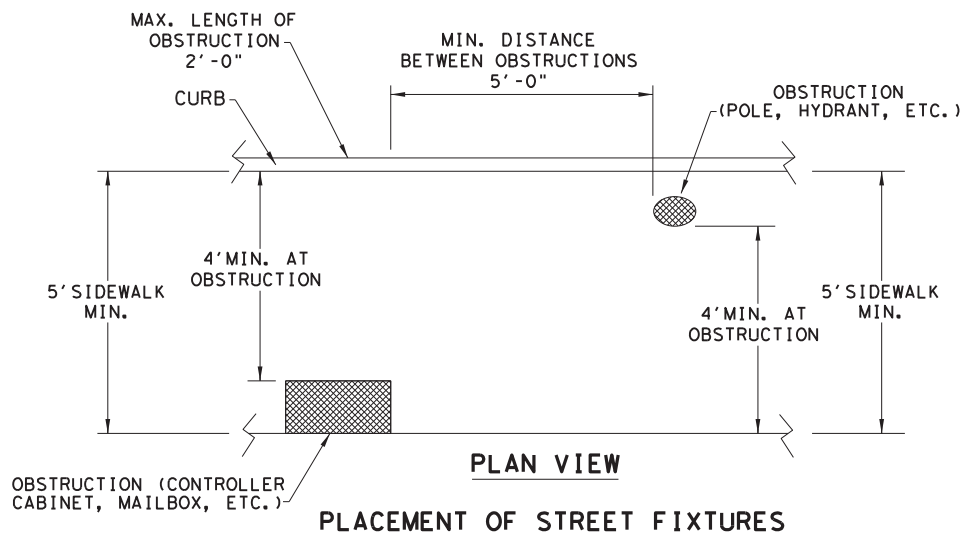 MAX. LENGTH OF
OBSTRUCTION
2'-0"
MIN. DISTANCE
BETWEEN OBSTRUCTIONS
5'-0"
CURB
OBSTRUCTION
(POLE, HYDRANT, ETC.)
4'MIN. AT
OBSTRUCTION
5'SIDEWALK
MIN.
4'MIN. AT
OBSTRUCTION
5'SIDEWALK
MIN.
OBSTRUCTION (CONTROLLER
CABINET, MAILBOX, ETC.)
PLAN VIEW
PLACEMENT OF STREET FIXTURES